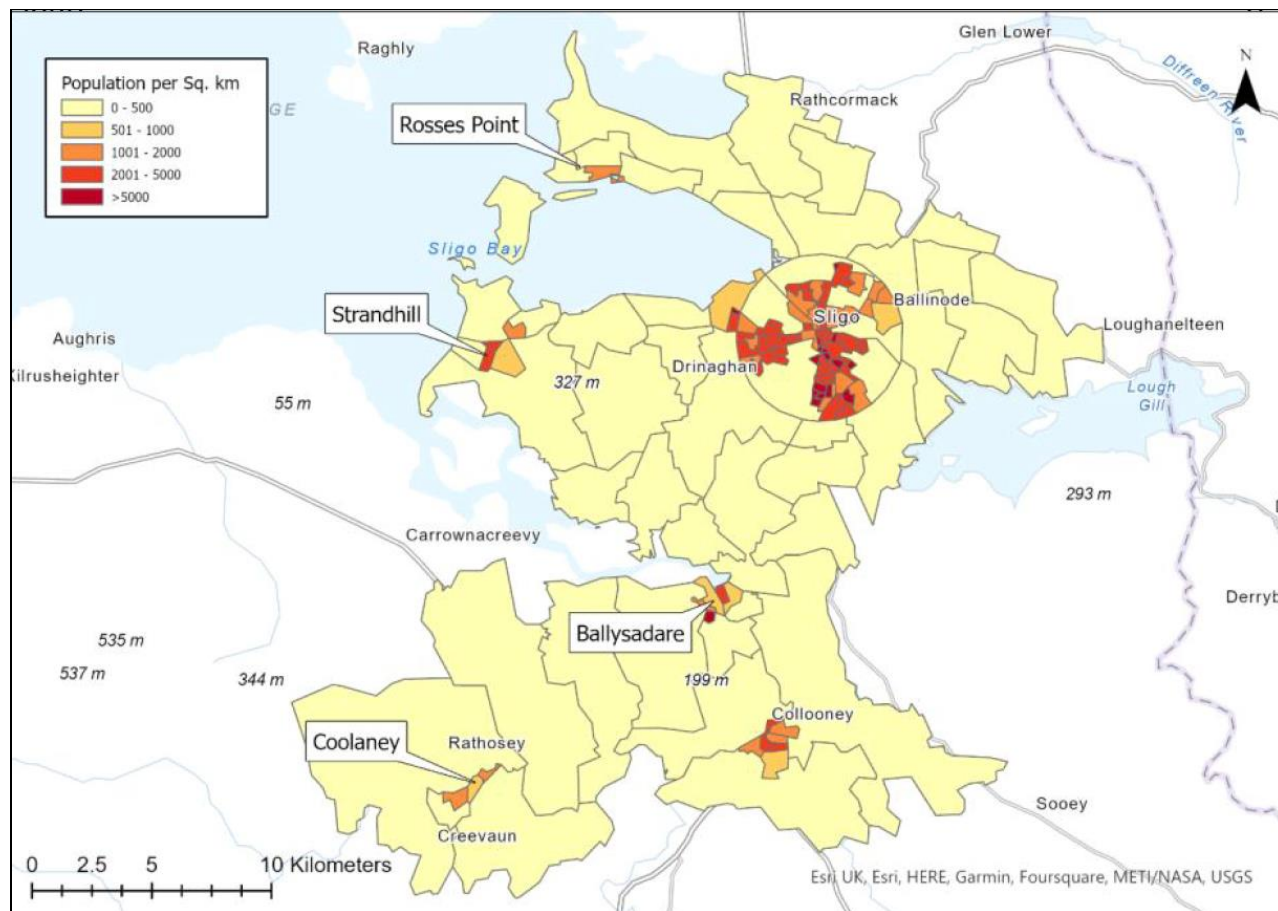 Raghly
Glen Lower
N
Diffreen River
Population per Sq. km
0 - 500
501 - 1000
1001 - 2000
2001 - 5000
>5000
GE
Rathcormack
Rosses Point
Sligo Bay
Ballinode
Strandhill
Sligo
Loughanelteen
Aughris
Kilrusheighter
Drinaghan
327 m
55 m
Lough
Gill
293 m
Carrownacreevy
Derryb
Ballysadare
535 m
537 m
344 m
199 m
Collooney
Coolaney
Rathosey
Sooey
Creevaun
0 2.5 5 10 Kilometers
Esri UK, Esri, HERE, Garmin, Foursquare, METI/NASA, USGS